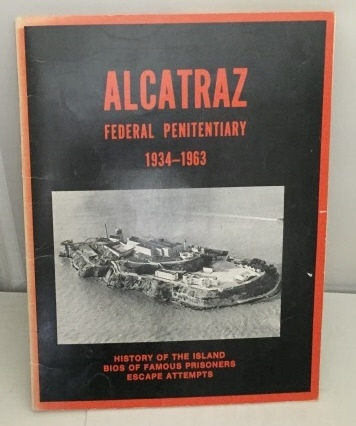 ALCATRAZ
FEDERAL PENITENTIARY
1934–1963
HISTORY OF THE ISLAND
BIOS OF FAMOUS PRISONERS
ESCAPE ATTEMPTS